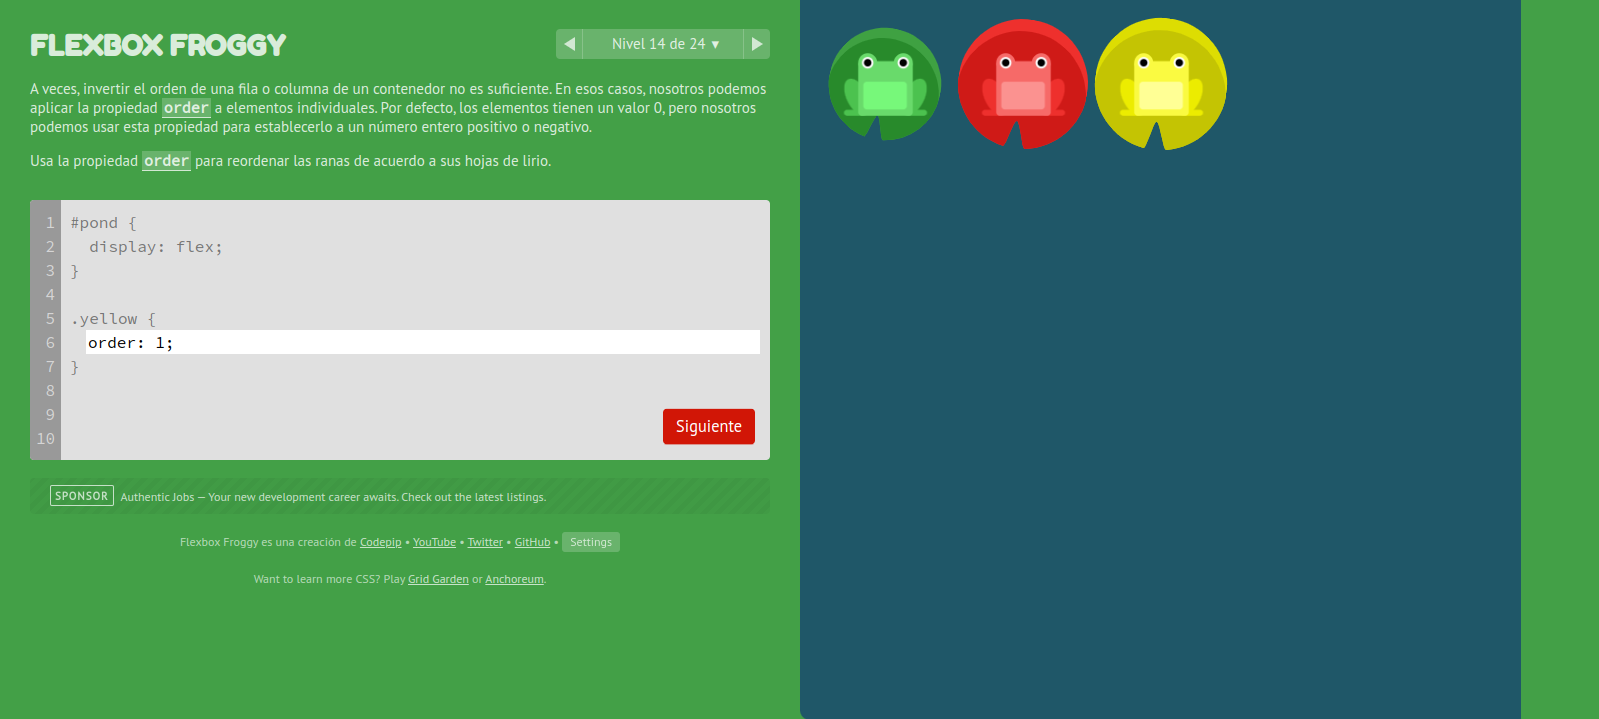 FLEXBOX FROGGY
◀ Nivel 14 de 24 ▾ ▶
A veces, invertir el orden de una fila o columna de un contenedor no es suficiente. En esos casos, nosotros podemos
aplicar la propiedad order a elementos individuales. Por defecto, los elementos tienen un valor 0, pero nosotros
podemos usar esta propiedad para establecerlo a un número entero positivo o negativo.
Usa la propiedad order para reordenar las ranas de acuerdo a sus hojas de lirio.
1 #pond {
2 display: flex;
3 }
4
5 .yellow {
6 order: 1;
7 }
8
9
10
Siguiente
SPONSOR Authentic Jobs — Your new development career awaits. Check out the latest listings.
Flexbox Froggy es una creación de Codepip • YouTube • Twitter • GitHub • Settings
Want to learn more CSS? Play Grid Garden or Anchoreum.